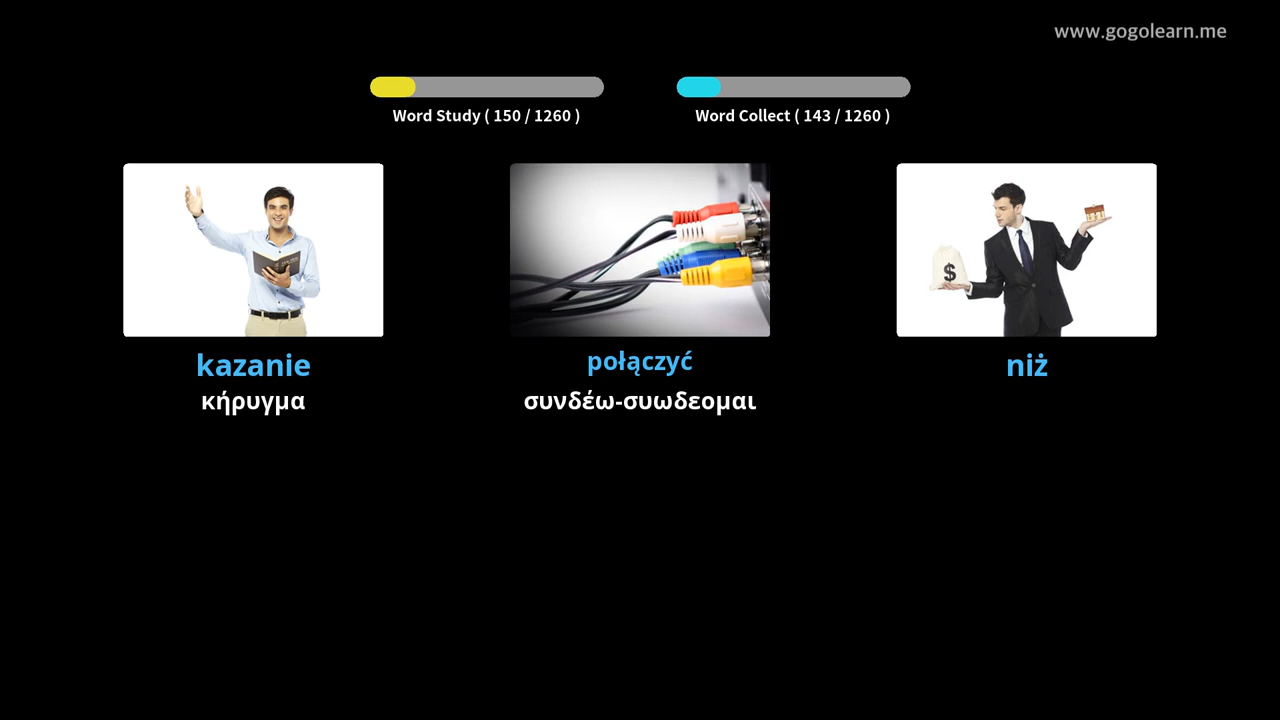 www.gogolearn.me
Word Study ( 150 / 1260 )
Word Collect ( 143 / 1260 )
$
kazanie
połączyć
niż
κήρυγμα
συνδέω-συωδεομαι